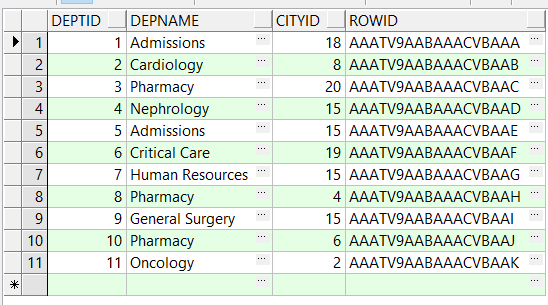 DEPTID DEPNAME CITYID ROWID
1 1 Admissions ... 18 AAATV9AABAAACVBAAA
2 2 Cardiology ... 8 AAATV9AABAAACVBAAB
3 3 Pharmacy ... 20 AAATV9AABAAACVBAAC
4 4 Nephrology ... 15 AAATV9AABAAACVBAAD
5 5 Admissions ... 15 AAATV9AABAAACVBAAE
6 6 Critical Care ... 19 AAATV9AABAAACVBAAF
7 7 Human Resources ... 15 AAATV9AABAAACVBAAG
8 8 Pharmacy ... 4 AAATV9AABAAACVBAAH
9 9 General Surgery ... 15 AAATV9AABAAACVBAAI
10 10 Pharmacy ... 6 AAATV9AABAAACVBAAJ
11 11 Oncology ... 2 AAATV9AABAAACVBAAK
* ...